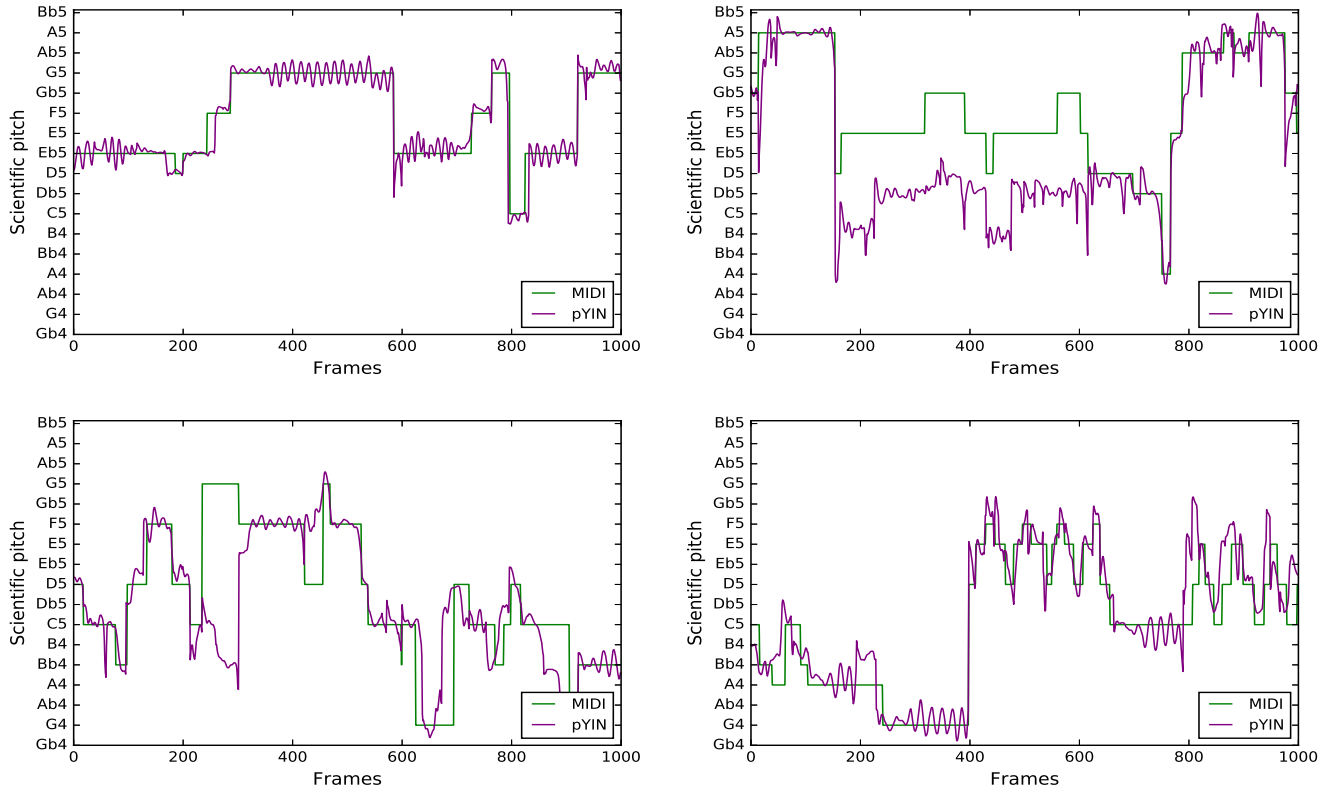 Bb5
A5
Ab5
G5
Gb5
F5
E5
Eb5
D5
Db5
C5
B4
Bb4
A4
Ab4
G4
Gb4
Scientific pitch
0 200 400 600 800 1000
Frames
MIDI
pYIN
Bb5
A5
Ab5
G5
Gb5
F5
E5
Eb5
D5
Db5
C5
B4
Bb4
A4
Ab4
G4
Gb4
Scientific pitch
0 200 400 600 800 1000
Frames
MIDI
pYIN
Bb5
A5
Ab5
G5
Gb5
F5
E5
Eb5
D5
Db5
C5
B4
Bb4
A4
Ab4
G4
Gb4
Scientific pitch
0 200 400 600 800 1000
Frames
MIDI
pYIN
Bb5
A5
Ab5
G5
Gb5
F5
E5
Eb5
D5
Db5
C5
B4
Bb4
A4
Ab4
G4
Gb4
Scientific pitch
0 200 400 600 800 1000
Frames
MIDI
pYIN